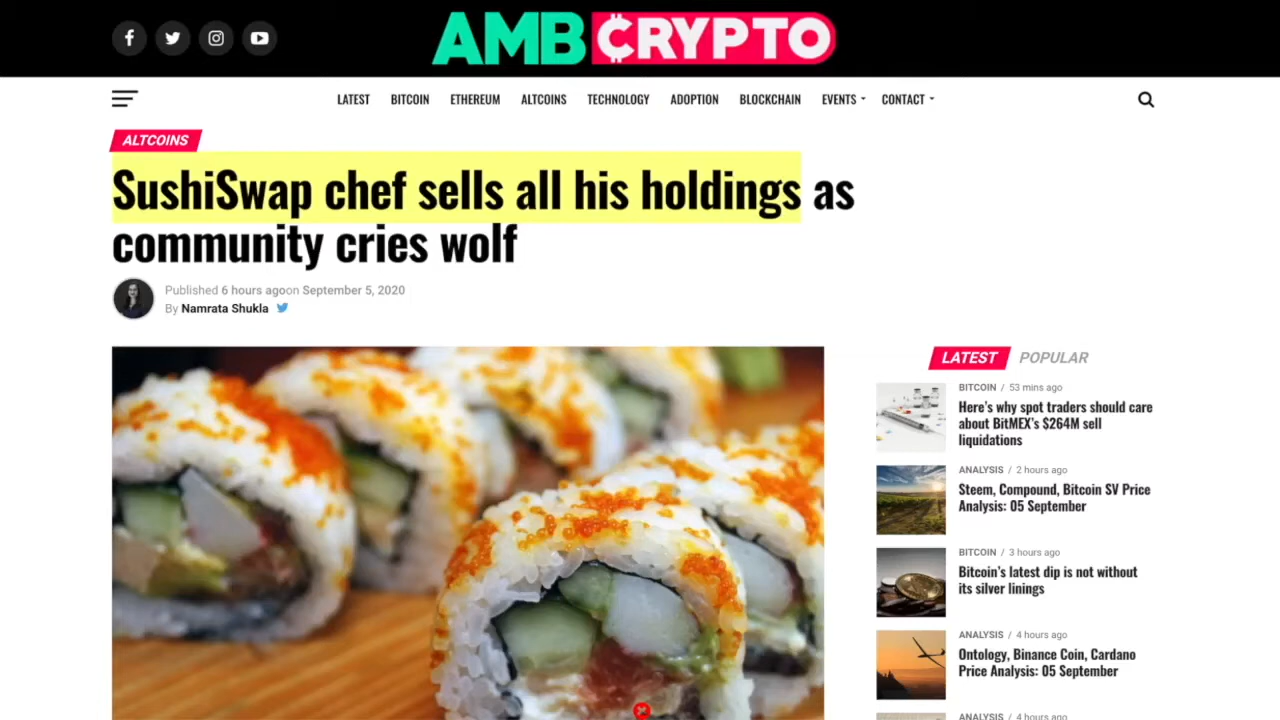 AMBCRYPTO
LATEST BITCOIN ETHEREUM ALTCOINS TECHNOLOGY ADOPTION BLOCKCHAIN EVENTS CONTACT
ALTCOINS
SushiSwap chef sells all his holdings as
community cries wolf
Published 6 hours agoon September 5, 2020
By Namrata Shukla
LATEST POPULAR
BITCOIN / 53 mins ago
Here's why spot traders should care
about BitMEX's $264M sell
liquidations
ANALYSIS / 2 hours ago
Steem, Compound, Bitcoin SV Price
Analysis: 05 September
BITCOIN / 3 hours ago
Bitcoin's latest dip is not without
its silver linings
ANALYSIS / 4 hours ago
Ontology, Binance Coin, Cardano
Price Analysis: 05 September
ANALYSIS / 4 hours ago